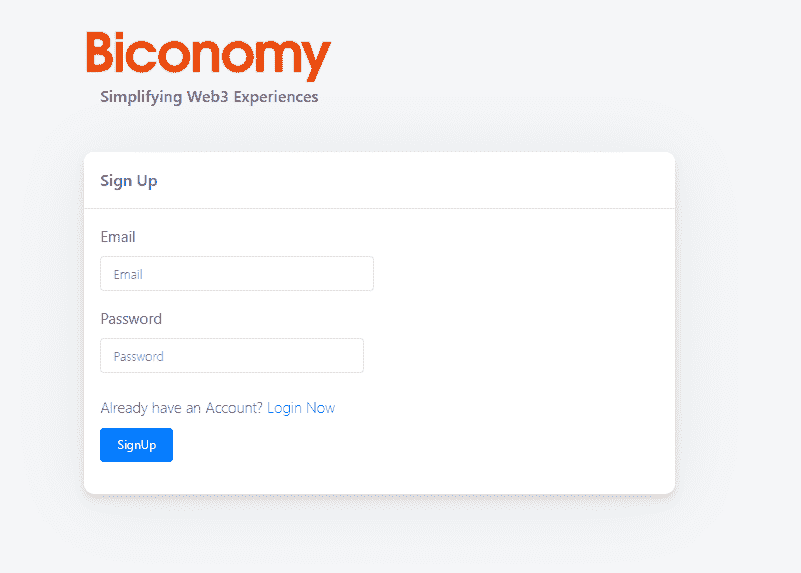 Biconomy
Simplifying Web3 Experiences
Sign Up
Email
Email
Password
Password
Already have an Account? Login Now
SignUp